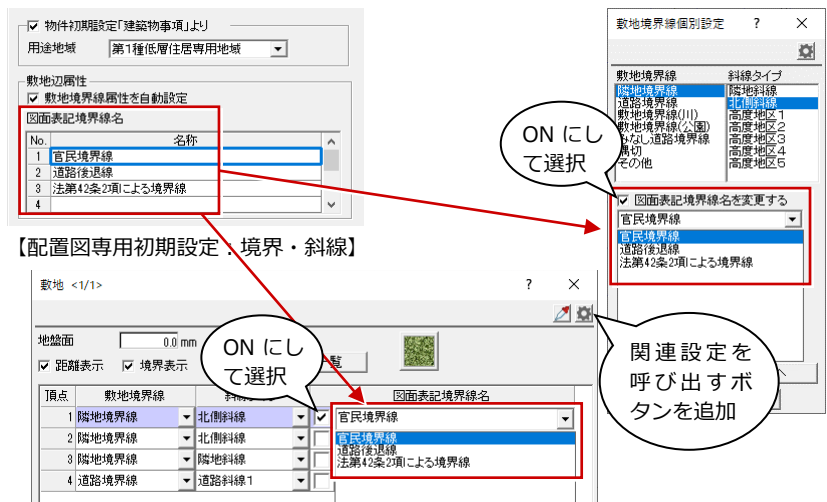 物件初期設定「建築物事項」より
用途地域 第1種低層住居専用地域
敷地辺属性
敷地境界線属性を自動設定
図面表記境界線名
No. 名称
1 官民境界線
2 道路後退線
3 法第42条2項による境界線
4
【配置図専用初期設定：境界・斜線】
敷地境界線個別設定 ? ×
敷地境界線 斜線タイプ
隣地境界線 隣地斜線
道路境界線 北側斜線
敷地境界線(川) 高度地区1
敷地境界線(公園) 高度地区2
みなし道路境界線 高度地区3
隅切 高度地区4
その他 高度地区5
ON にし
て選択
図面表記境界線名を変更する
官民境界線
官民境界線
道路後退線
法第42条2項による境界線
敷地 <1/1> ? ×
地盤面 0.0 mm
距離表示 境界表示
覧
ON にし
て選択
関連設定を
呼び出すボ
タンを追加
頂点 敷地境界線 図面表記境界線名
1 隣地境界線 北側斜線 官民境界線
2 隣地境界線 北側斜線
3 隣地境界線 隣地斜線
4 道路境界線 道路斜線1
官民境界線
道路後退線
法第42条2項による境界線